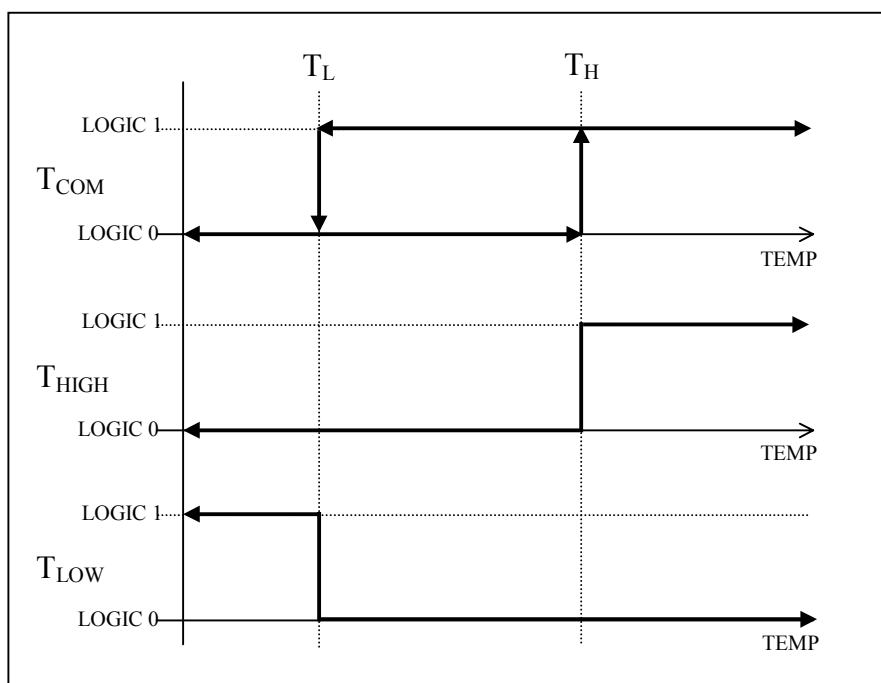 T_L T_H
LOGIC 1
T_COM
LOGIC 0
TEMP
LOGIC 1
T_HIGH
LOGIC 0
TEMP
LOGIC 1
T_LOW
LOGIC 0
TEMP